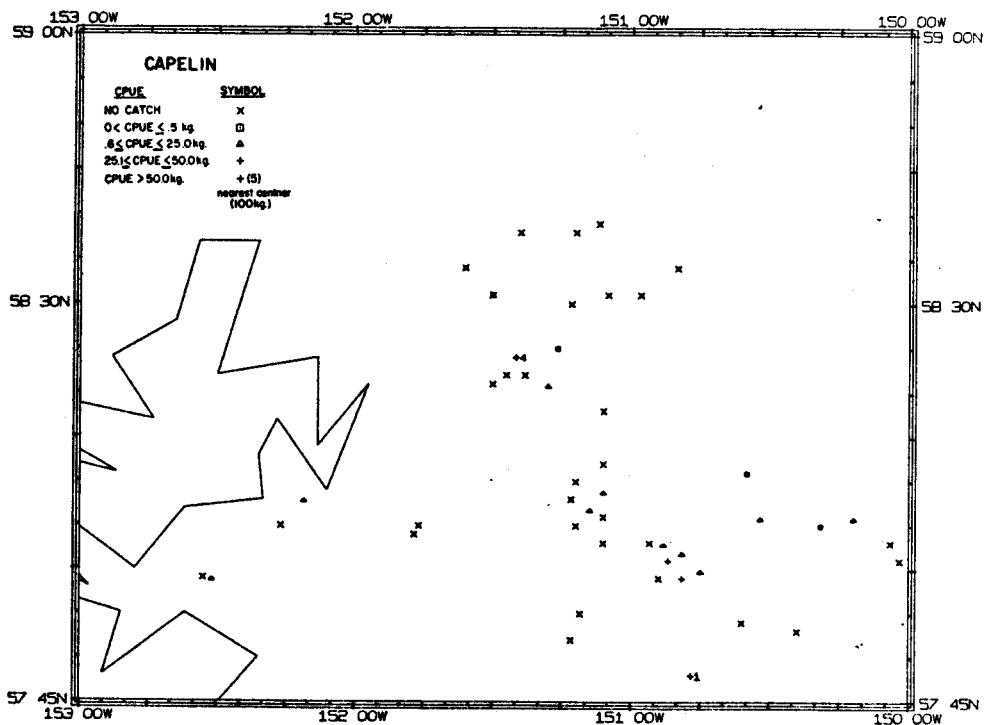 153 00W 152 00W 151 00W 150 00W
59 00N 59 00N
CAPELIN
CPUE SYMBOL
NO CATCH x
0 < CPUE ≤ .5 kg.
.6 ≤ CPUE ≤ 25.0kg.
25.1 ≤ CPUE ≤ 50.0kg. +
CPUE > 50.0kg. + (5)
nearest centner
(100kg.)
58 30N 58 30N
+4
+1
57 45N 57 45N
153 00W 152 00W 151 00W 150 00W